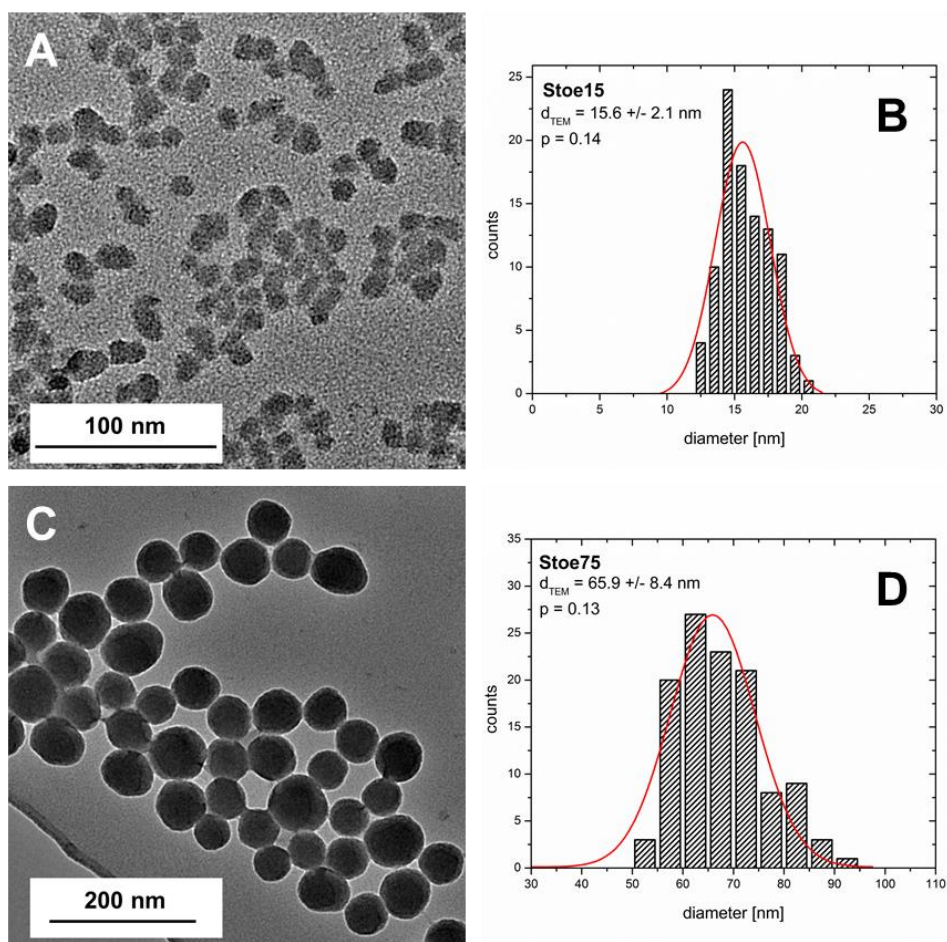 A
100 nm
B
Stoe15
d_TEM = 15.6 +/- 2.1 nm
p = 0.14
25
20
15
10
5
0
counts
0 5 10 15 20 25 30
diameter [nm]
C
200 nm
D
Stoe75
d_TEM = 65.9 +/- 8.4 nm
p = 0.13
35
30
25
20
15
10
5
0
counts
30 40 50 60 70 80 90 100 110
diameter [nm]